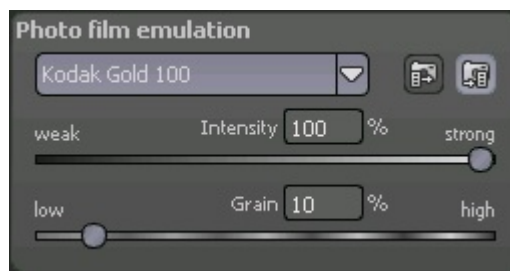 Photo film emulation
Kodak Gold 100
weak Intensity 100 % strong
low Grain 10 % high